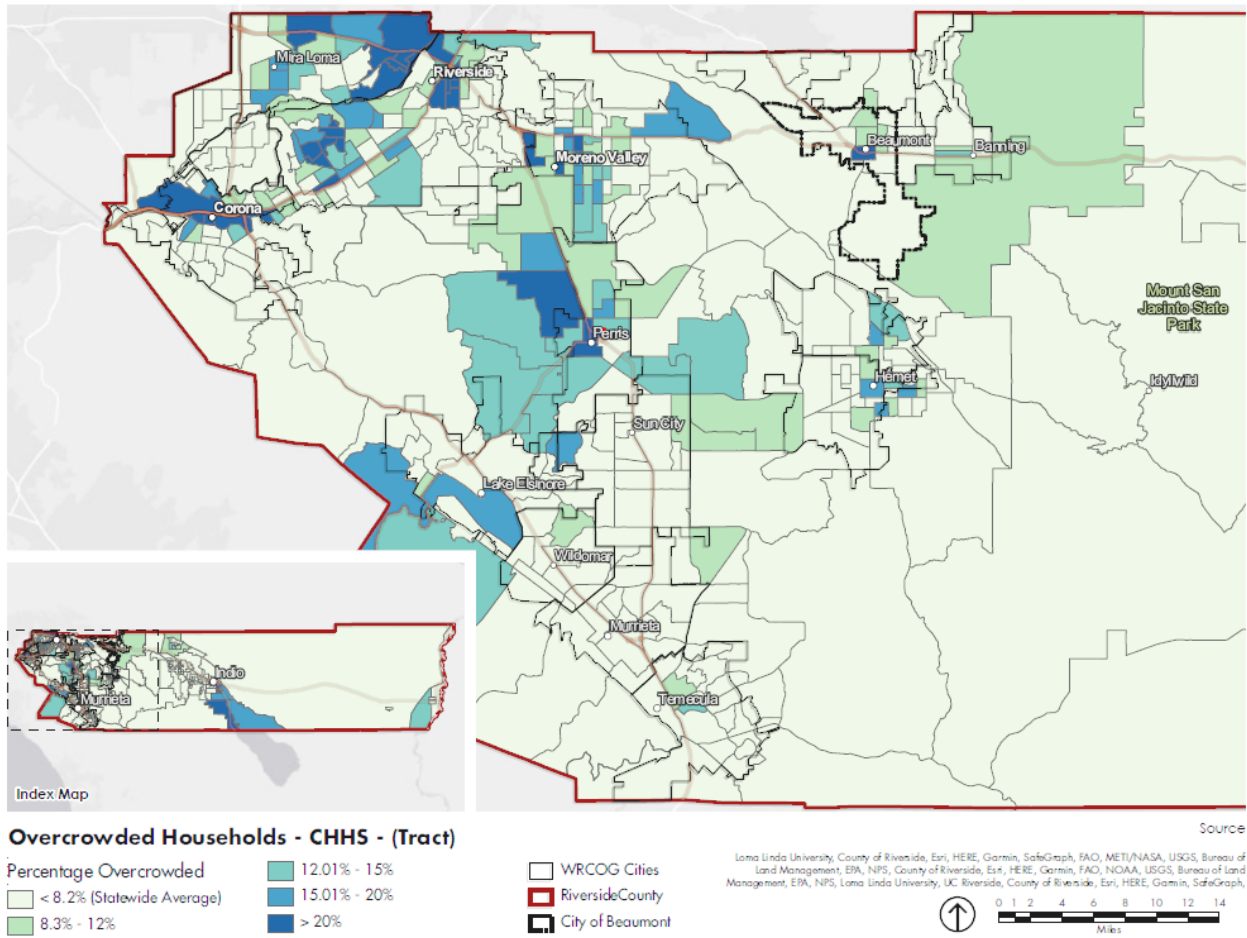 Mira Loma
Riverside
Moreno Valley
Beaumont
Banning
Corona
Mount San
Jacinto State
Park
Perris
Hemet
Idyllwild
Sun City
Lake Elsinore
Wildomar
Murrieta
Temecula
Indio
Murrieta
Index Map
Overcrowded Households - CHHS - (Tract)
Percentage Overcrowded
< 8.2% (Statewide Average)
8.3% - 12%
12.01% - 15%
15.01% - 20%
> 20%
WRCOG Cities
RiversideCounty
City of Beaumont
Source
Loma Linda University, County of Riverside, Esri, HERE, Garmin, SafeGraph, FAO, METI/NASA, USGS, Bureau of
Land Management, EPA, NPS, County of Riverside, Esri, HERE, Garmin, FAO, NOAA, USGS, Bureau of Land
Management, EPA, NPS, Loma Linda University, UC Riverside, County of Riverside, Esri, HERE, Garmin, SafeGraph,
0 1 2 4 6 8 10 12 14
Miles